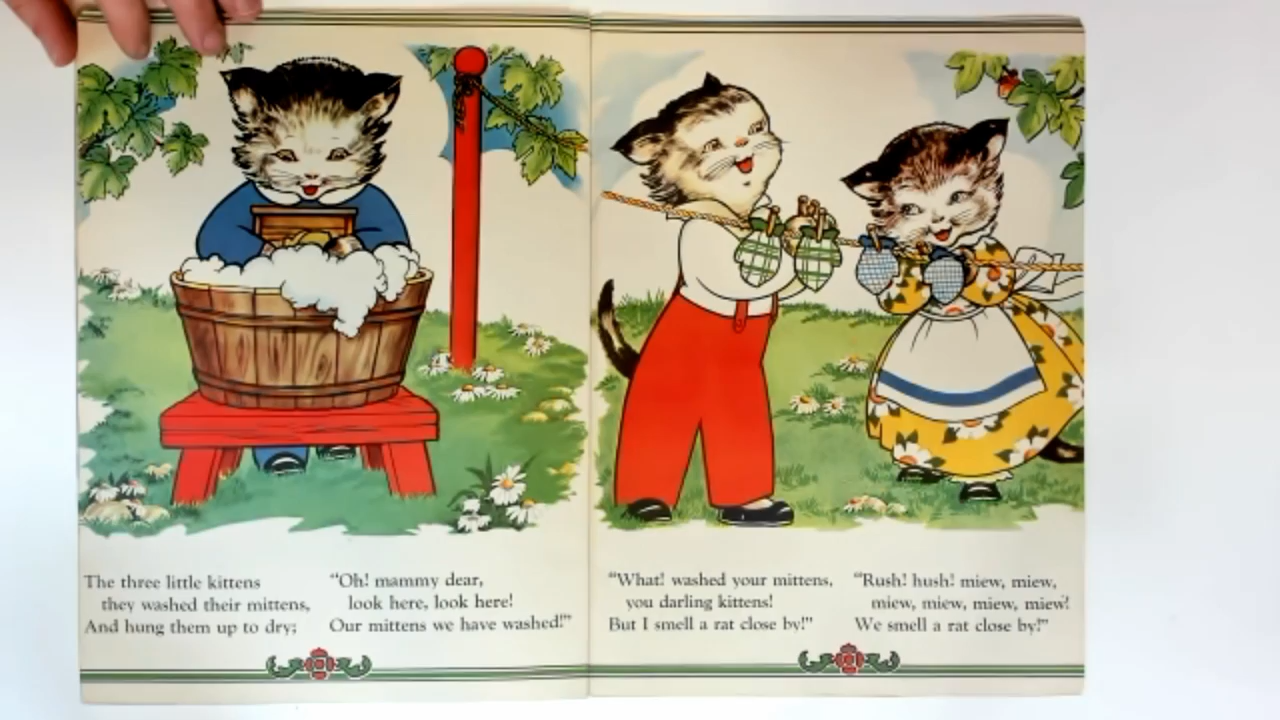 The three little kittens
they washed their mittens,
And hung them up to dry;
"Oh! mammy dear,
look here, look here!
Our mittens we have washed!"
"What! washed your mittens,
you darling kittens!
But I smell a rat close by!"
"Rush! hush! miew, miew,
miew, miew, miew, miew!
We smell a rat close by!"